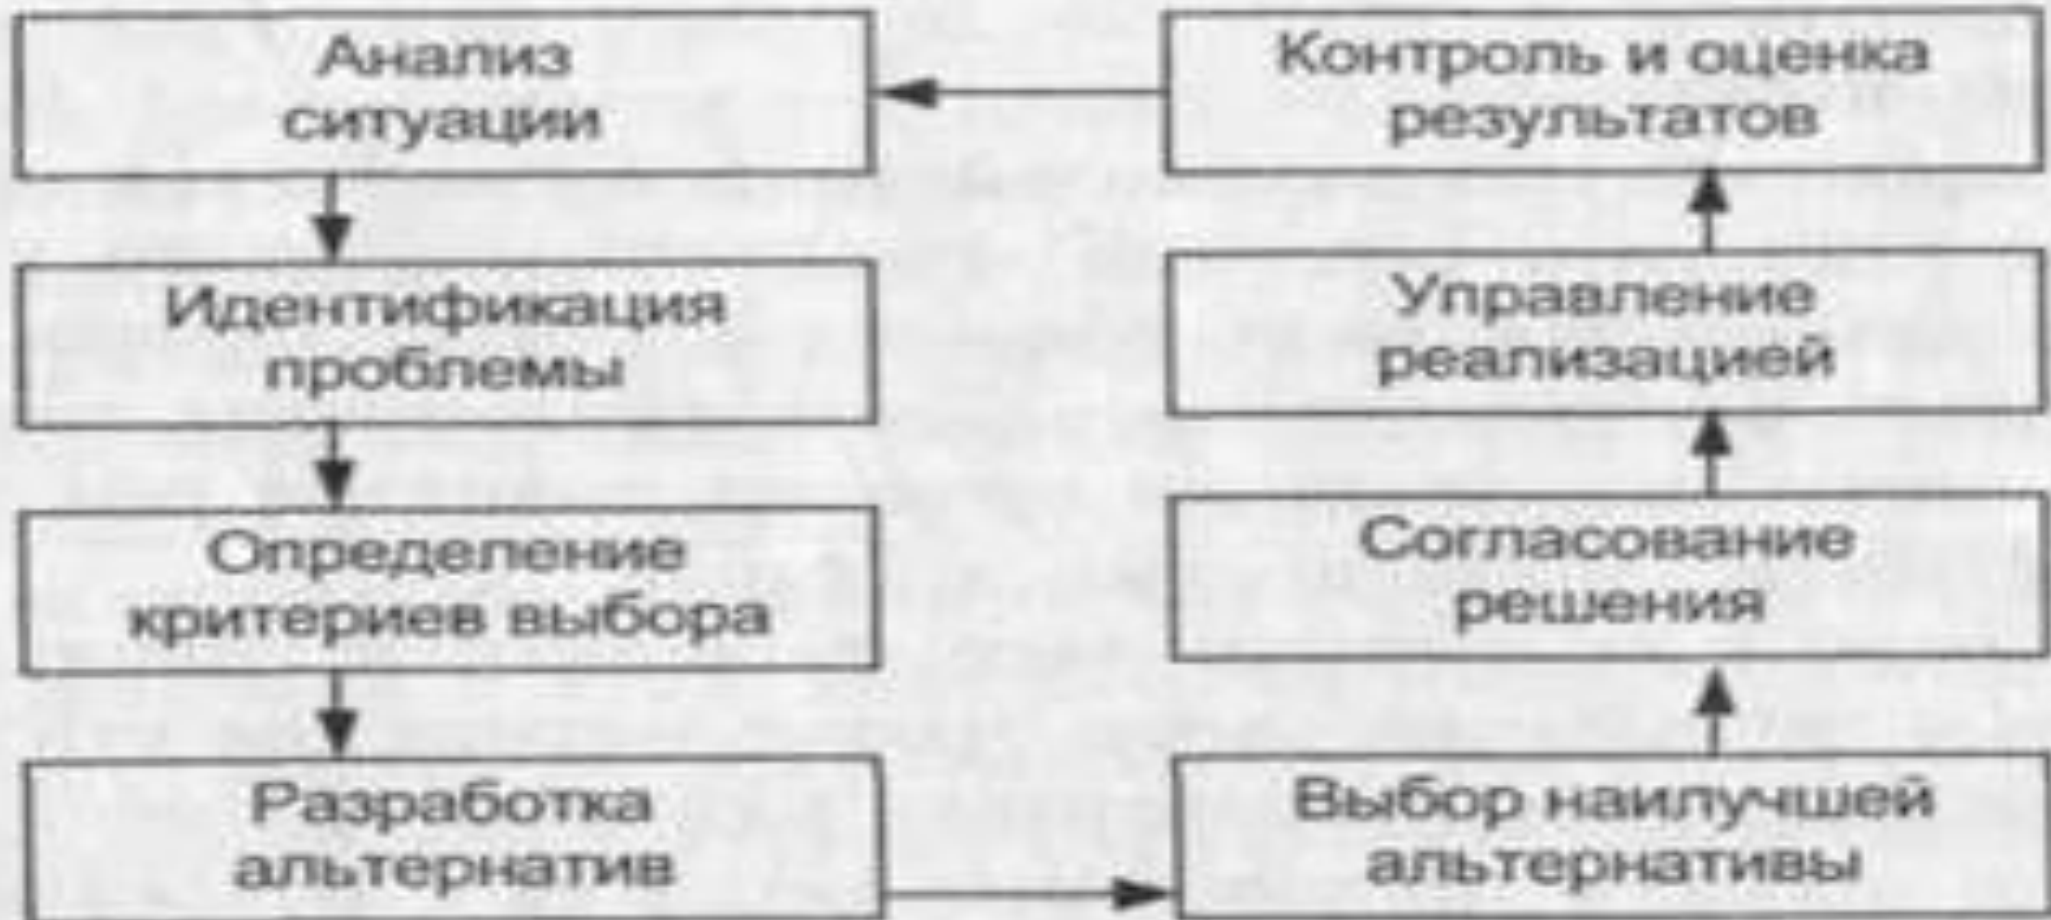 Анализ
ситуации
Идентификация
проблемы
Определение
критериев выбора
Разработка
альтернатив
Выбор наилучшей
альтернативы
Согласование
решения
Управление
реализацией
Контроль и оценка
результатов